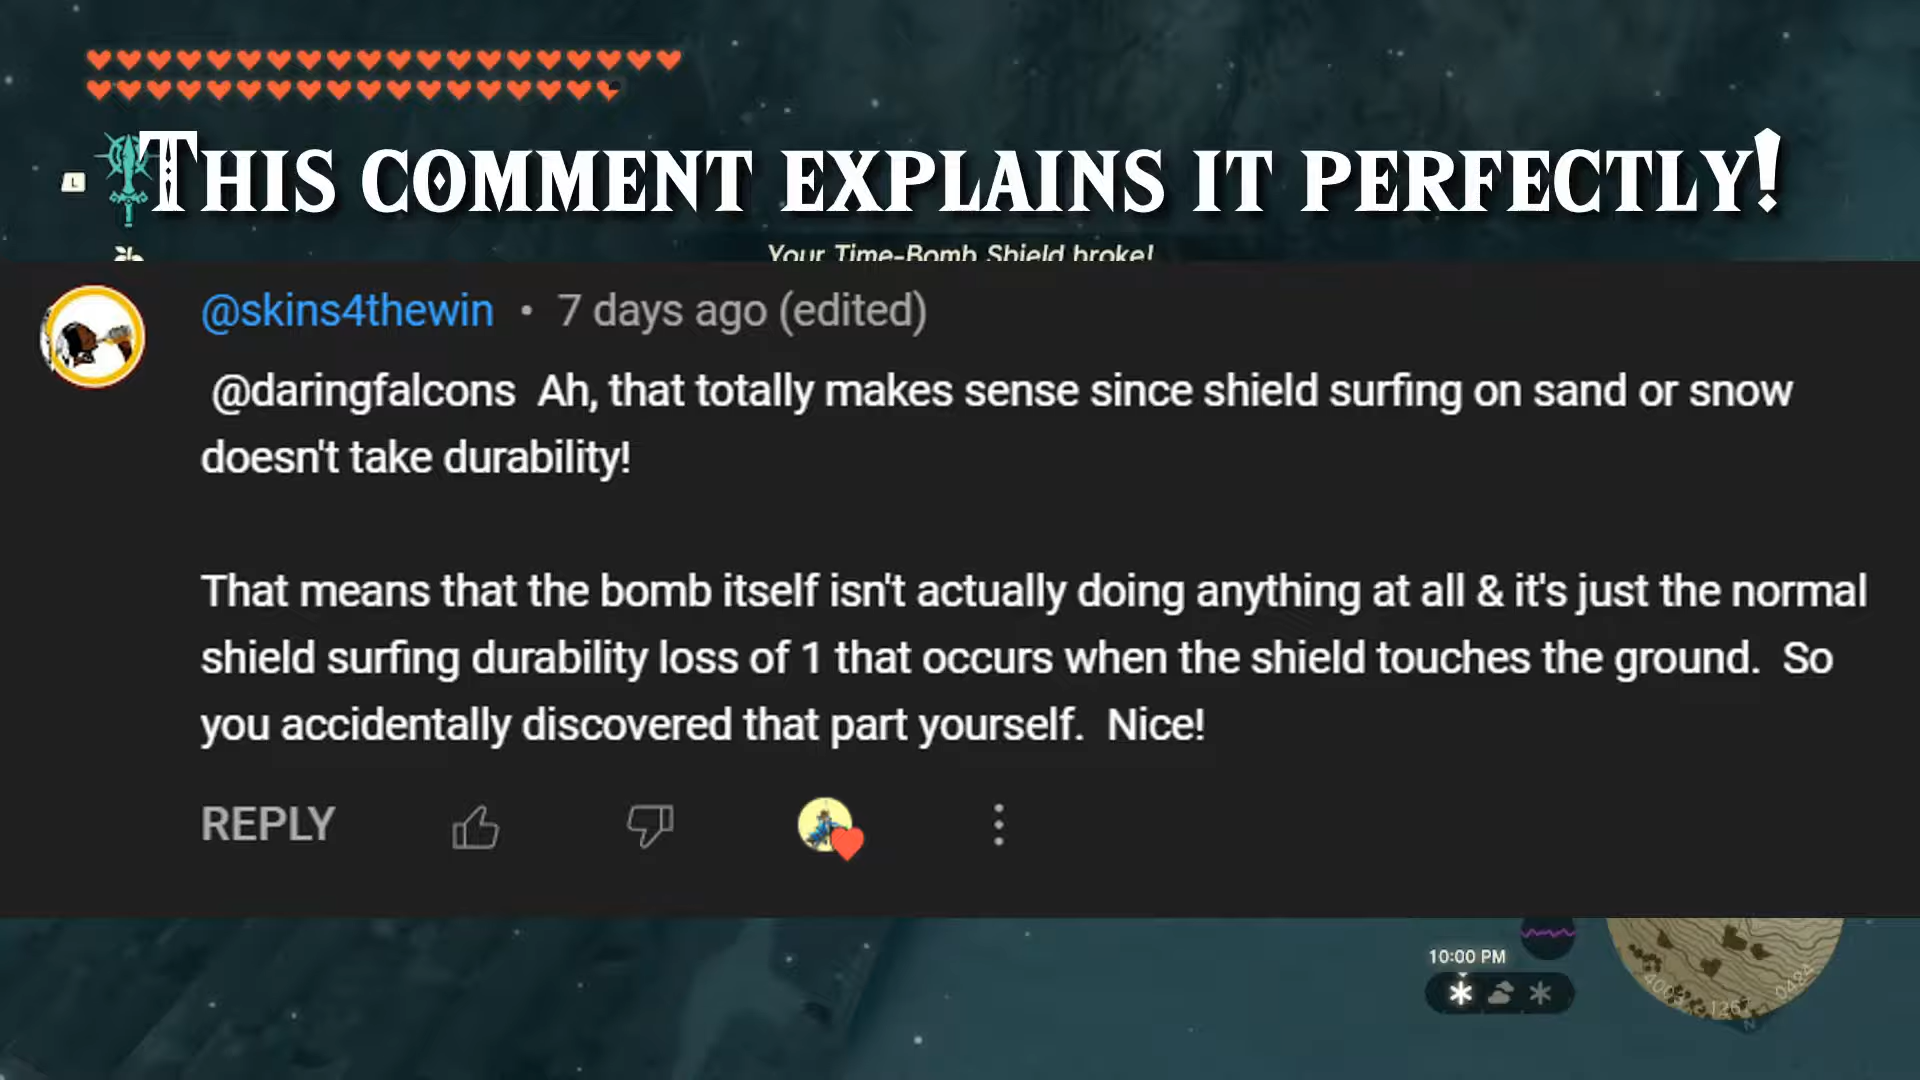 THIS COMMENT EXPLAINS IT PERFECTLY!
L
Your Time-Bomb Shield broke!
@skins4thewin • 7 days ago (edited)
@daringfalcons Ah, that totally makes sense since shield surfing on sand or snow
doesn't take durability!
That means that the bomb itself isn't actually doing anything at all & it's just the normal
shield surfing durability loss of 1 that occurs when the shield touches the ground. So
you accidentally discovered that part yourself. Nice!
REPLY
10:00 PM
N